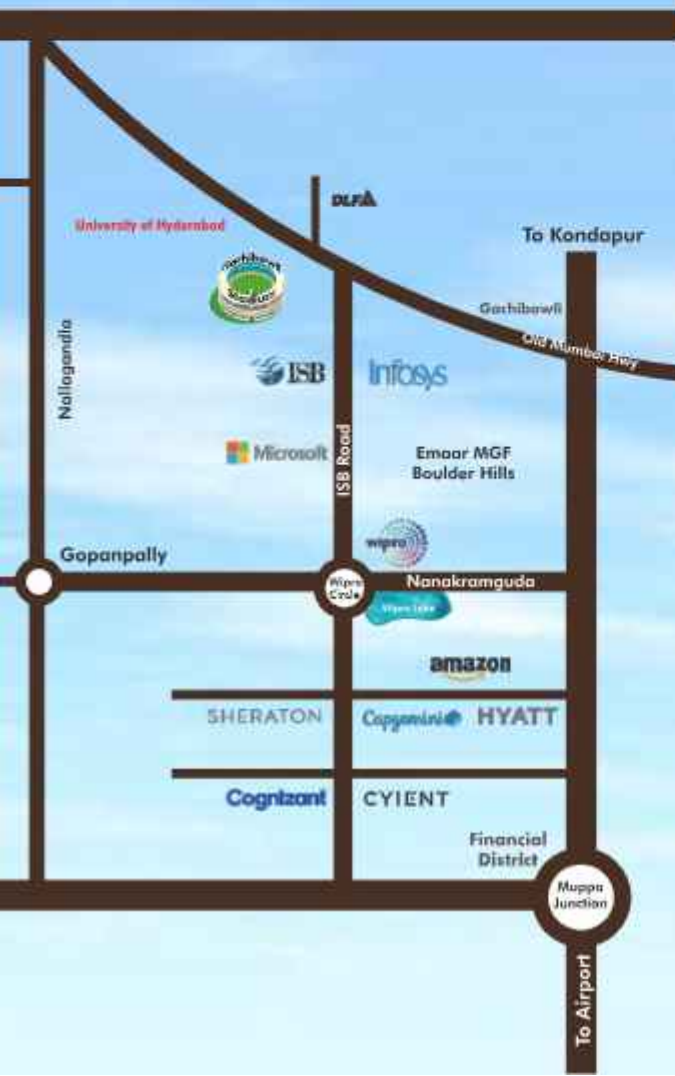 DLF
University of Hyderabad
To Kondapur
Gachibowli
Stadium
Gachibowli
Old Mumbai Hwy
Nallagandla
ISB
Infosys
Microsoft
ISB Road
Emaar MGF
Boulder Hills
wipro
Gopanpally
Wipro
Circle
Nanakramguda
Wipro Lake
amazon
SHERATON
Capgemini
HYATT
Cognizant
CYIENT
Financial
District
Muppa
Junction
To Airport